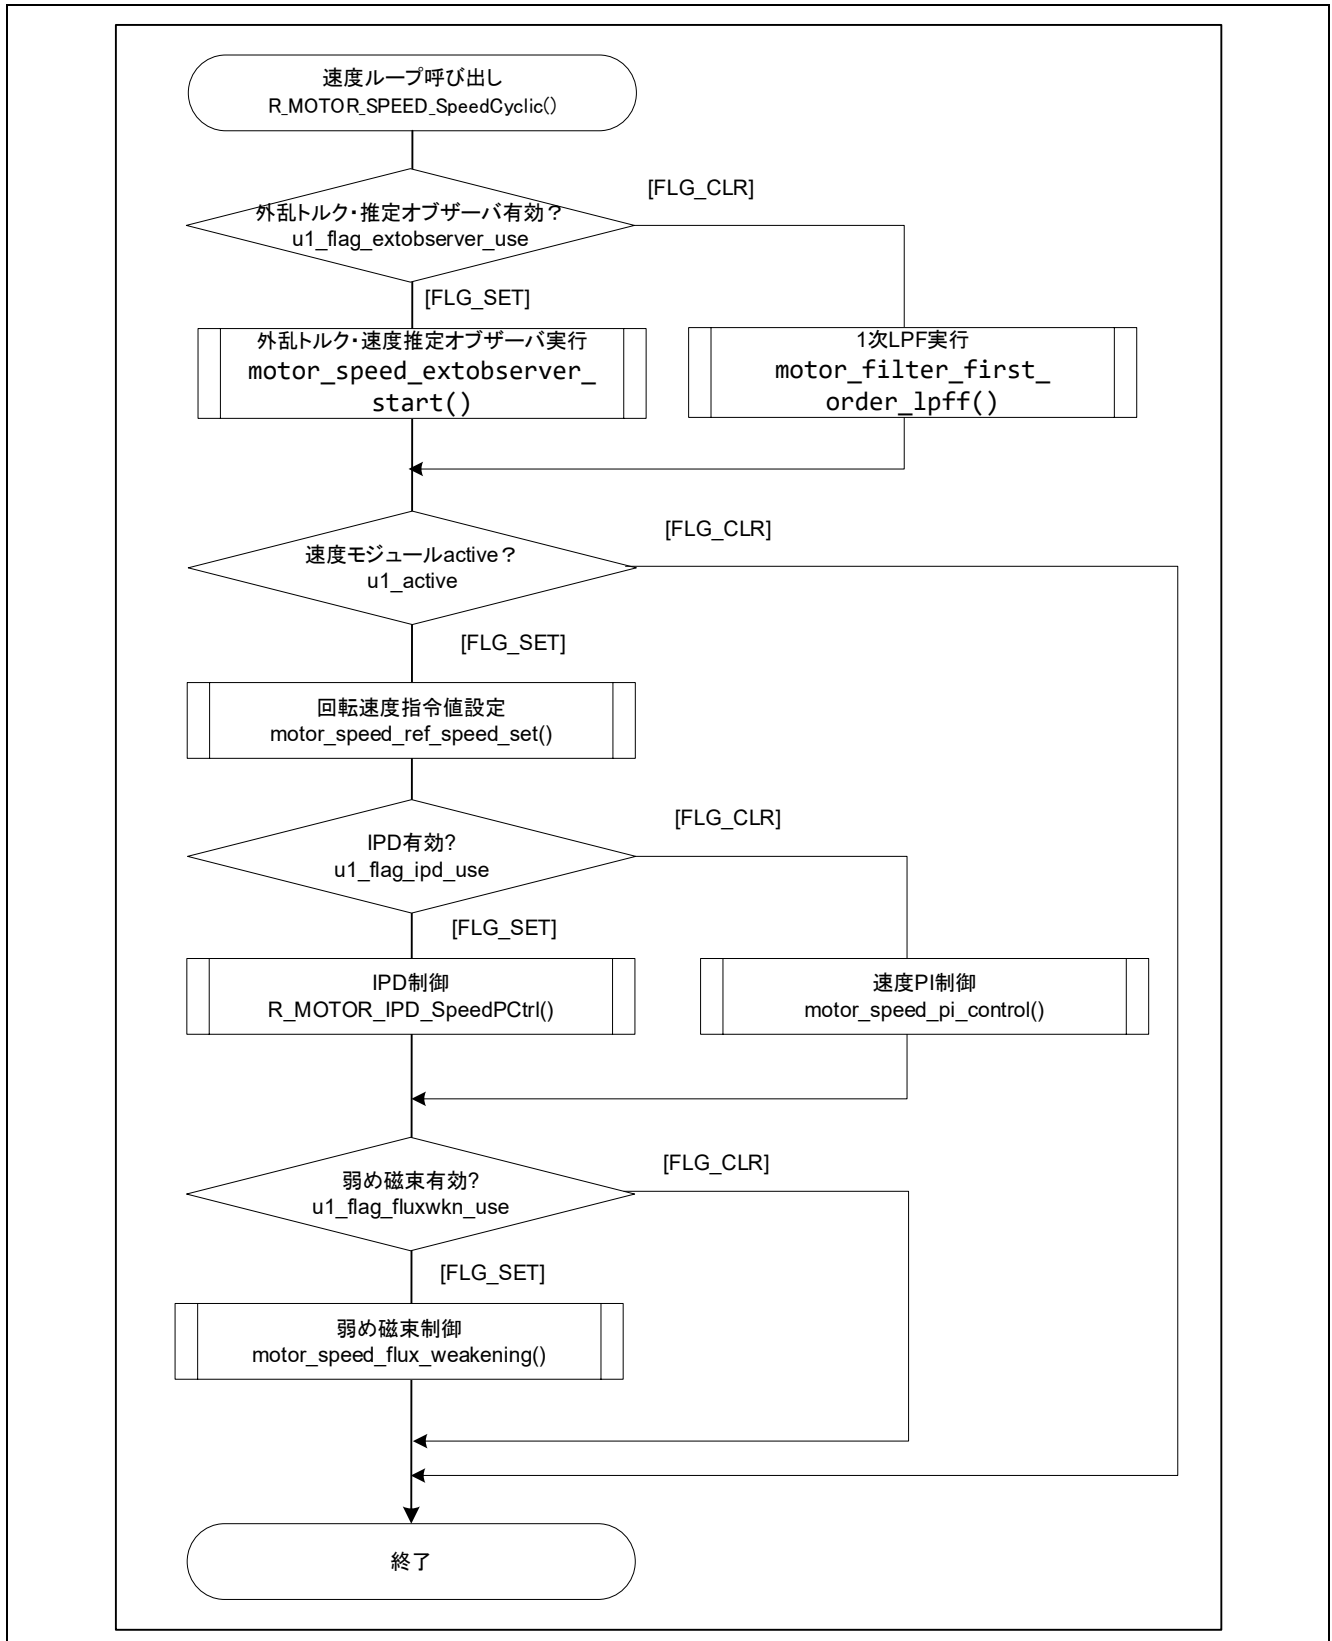 速度ループ呼び出し
R_MOTOR_SPEED_SpeedCyclic()
[FLG_CLR]
外乱トルク・推定オブザーバ有効？
u1_flag_extobserver_use
[FLG_SET]
外乱トルク・速度推定オブザーバ実行
motor_speed_extobserver_
start()
1次LPF実行
motor_filter_first_
order_lpff()
[FLG_CLR]
速度モジュールactive？
u1_active
[FLG_SET]
回転速度指令値設定
motor_speed_ref_speed_set()
[FLG_CLR]
IPD有効?
u1_flag_ipd_use
[FLG_SET]
IPD制御
R_MOTOR_IPD_SpeedPCtrl()
速度PI制御
motor_speed_pi_control()
[FLG_CLR]
弱め磁束有効?
u1_flag_fluxwkn_use
[FLG_SET]
弱め磁束制御
motor_speed_flux_weakening()
終了